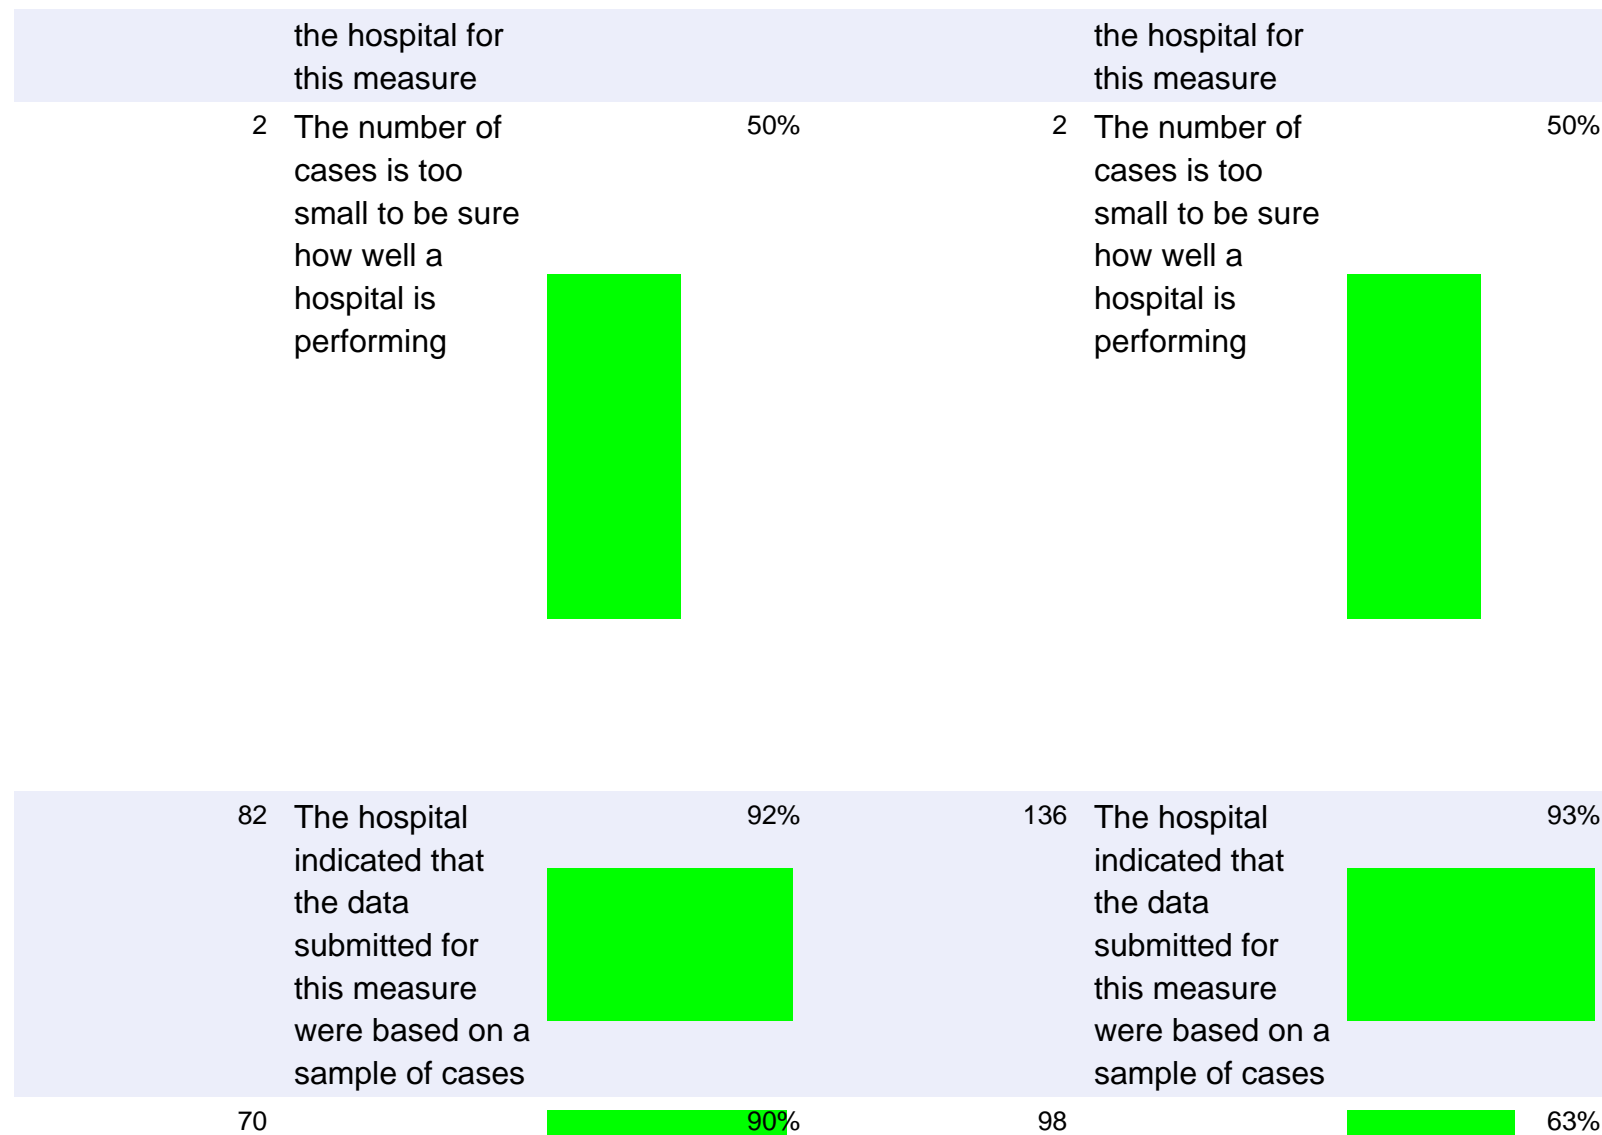 the hospital for the hospital for
this measure this measure
2 The number of 50% 2 The number of 50%
cases is too cases is too
small to be sure small to be sure
how well a how well a
hospital is hospital is
performing performing
82 The hospital 92% 136 The hospital 93%
indicated that indicated that
the data the data
submitted for submitted for
this measure this measure
were based on a were based on a
sample of cases sample of cases
70 90% 98 63%